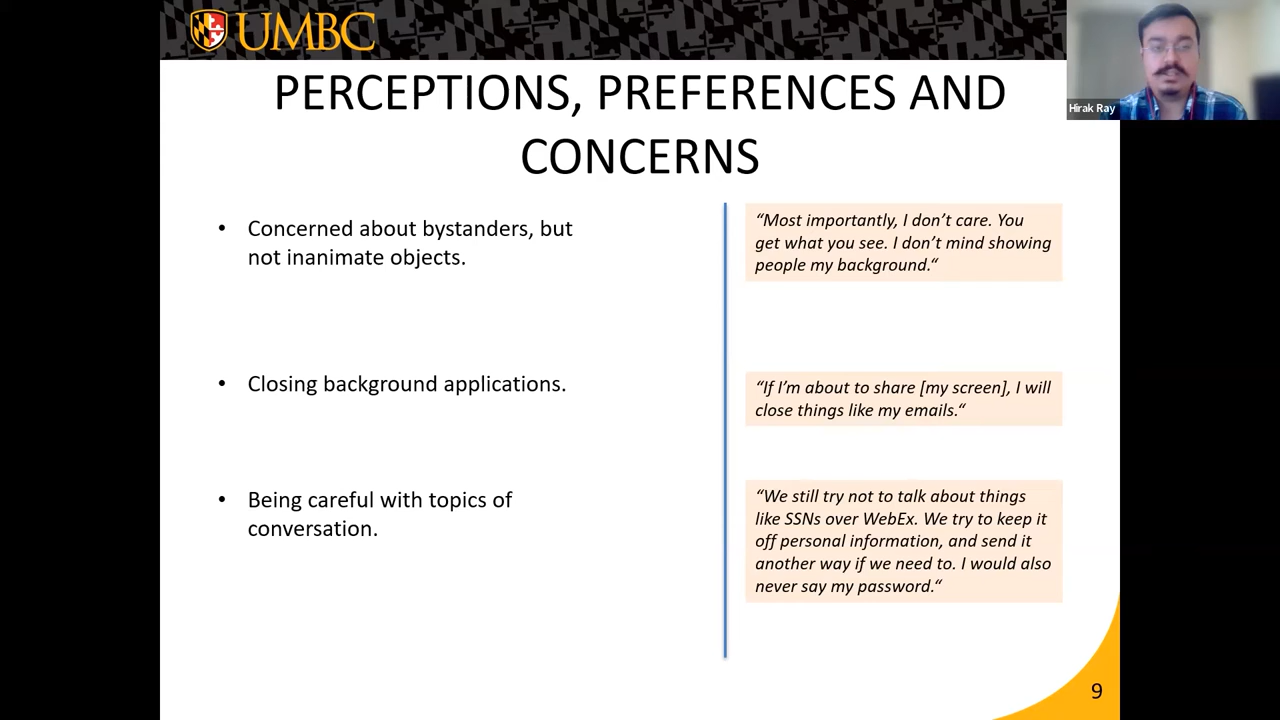 UMBC
Hirak Ray
PERCEPTIONS, PREFERENCES AND
CONCERNS
• Concerned about bystanders, but
not inanimate objects.
“Most importantly, I don’t care. You
get what you see. I don’t mind showing
people my background.“
• Closing background applications.
“If I’m about to share [my screen], I will
close things like my emails.“
• Being careful with topics of
conversation.
“We still try not to talk about things
like SSNs over WebEx. We try to keep it
off personal information, and send it
another way if we need to. I would also
never say my password.“
9